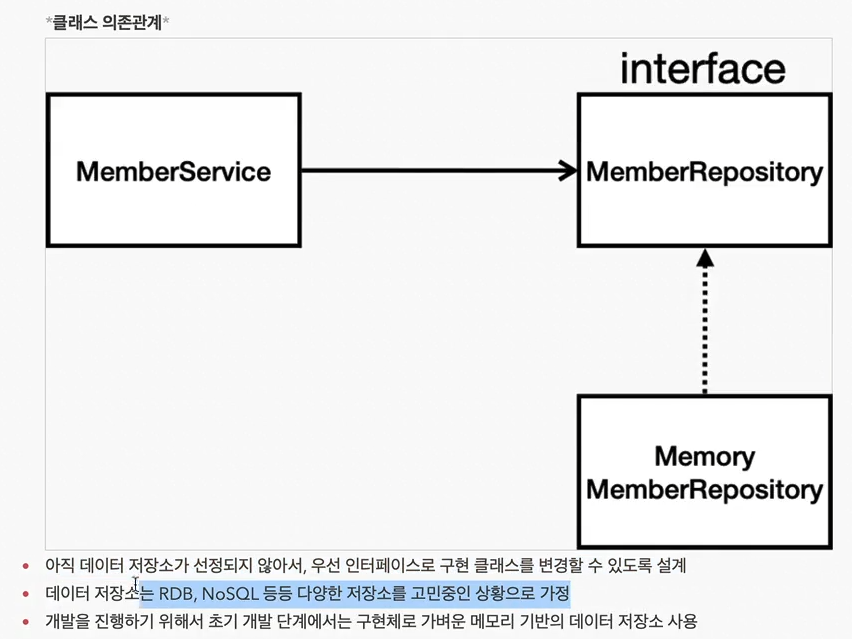 *클래스 의존관계*
interface
MemberService
MemberRepository
Memory
MemberRepository
아직 데이터 저장소가 선정되지 않아서, 우선 인터페이스로 구현 클래스를 변경할 수 있도록 설계
데이터 저장소는 RDB, NoSQL 등등 다양한 저장소를 고민중인 상황으로 가정
개발을 진행하기 위해서 초기 개발 단계에서는 구현체로 가벼운 메모리 기반의 데이터 저장소 사용